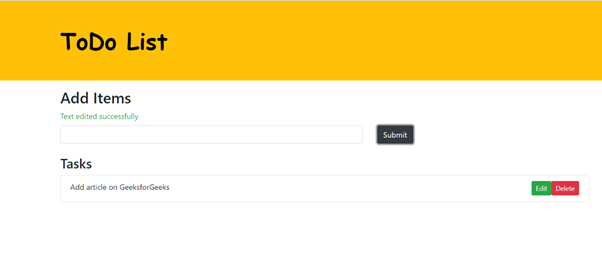 ToDo List
Add Items
Text edited successfully
Submit
Tasks
Add article on GeeksforGeeks
Edit
Delete